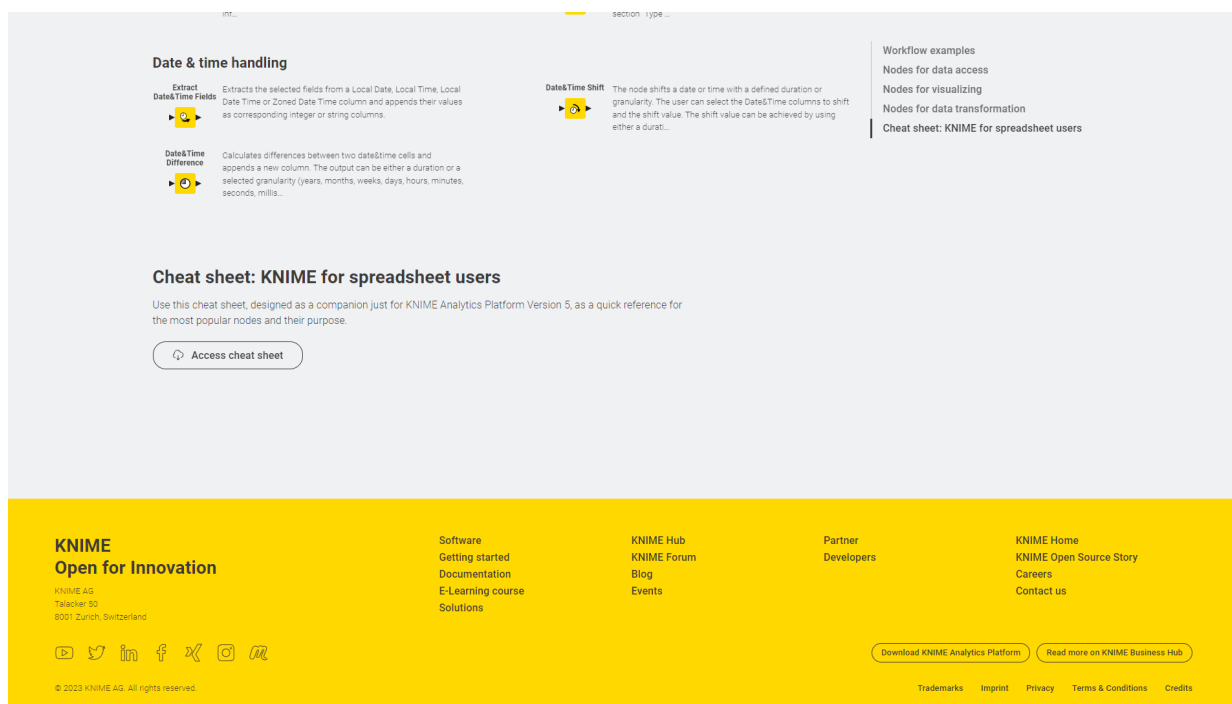 inf...
section "Type ...
Date & time handling
Extract
Date&Time Fields
Extracts the selected fields from a Local Date, Local Time, Local
Date Time or Zoned Date Time column and appends their values
as corresponding integer or string columns.
Date&Time Shift
The node shifts a date or time with a defined duration or
granularity. The user can select the Date&Time columns to shift
and the shift value. The shift value can be achieved by using
either a durati...
Date&Time
Difference
Calculates differences between two date&time cells and
appends a new column. The output can be either a duration or a
selected granularity (years, months, weeks, days, hours, minutes,
seconds, millis...
Workflow examples
Nodes for data access
Nodes for visualizing
Nodes for data transformation
Cheat sheet: KNIME for spreadsheet users
Cheat sheet: KNIME for spreadsheet users
Use this cheat sheet, designed as a companion just for KNIME Analytics Platform Version 5, as a quick reference for
the most popular nodes and their purpose.
Access cheat sheet
KNIME
Open for Innovation
KNIME AG
Talacker 50
8001 Zurich, Switzerland
Software
Getting started
Documentation
E-Learning course
Solutions
KNIME Hub
KNIME Forum
Blog
Events
Partner
Developers
KNIME Home
KNIME Open Source Story
Careers
Contact us
Download KNIME Analytics Platform
Read more on KNIME Business Hub
© 2023 KNIME AG. All rights reserved.
Trademarks
Imprint
Privacy
Terms & Conditions
Credits